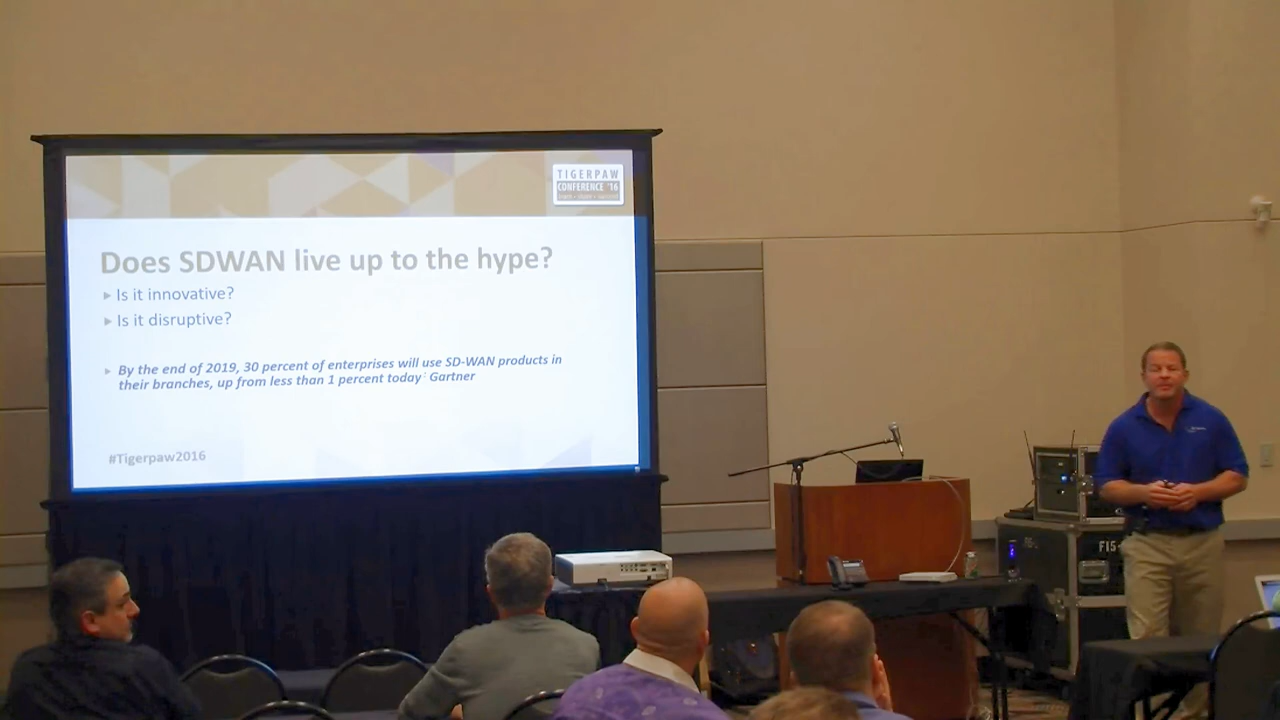 TIGERPAW
CONFERENCE '16
Does SDWAN live up to the hype?
Is it innovative?
Is it disruptive?
By the end of 2019, 30 percent of enterprises will use SD-WAN products in
their branches, up from less than 1 percent today Gartner
#Tigerpaw2016
F15